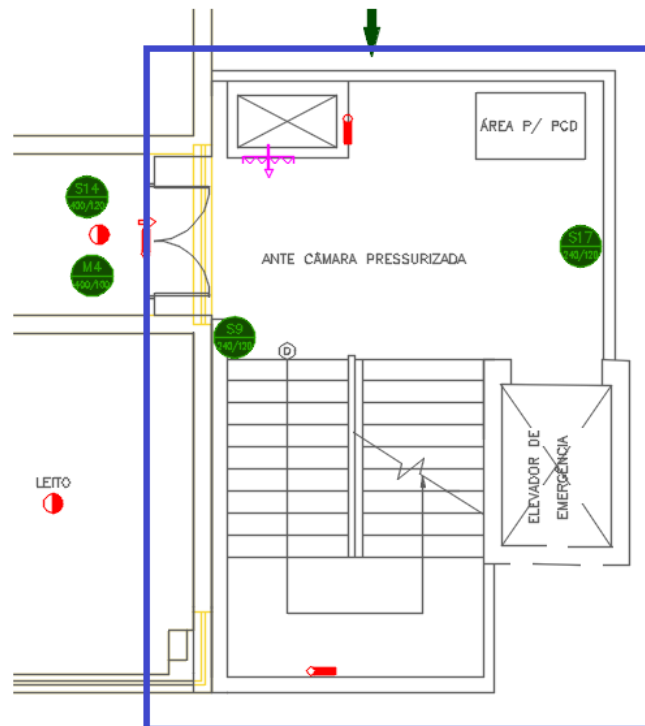 ÁREA P/ PCD
S14
400/120
S17
240/120
ANTE CÂMARA PRESSURIZADA
M4
400/100
S9
240/120
D
LEITO
ELEVADOR DE
EMERGÊNCIA